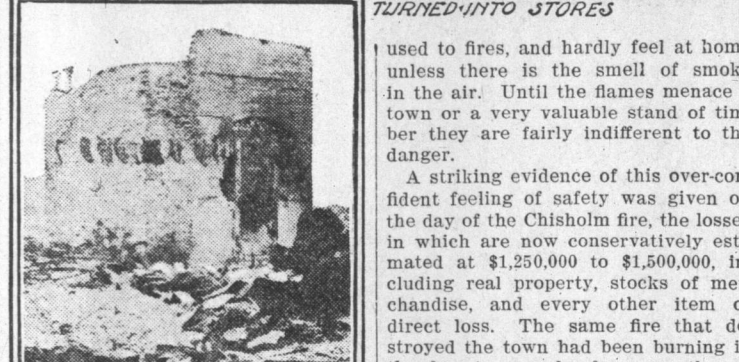 TURNED INTO STORES
used to fires, and hardly feel at hom
unless there is the smell of smok
in the air. Until the flames menace
town or a very valuable stand of tim
ber they are fairly indifferent to th
danger.
A striking evidence of this over-con
fident feeling of safety was given o
the day of the Chisholm fire, the losse
in which are now conservatively esti
mated at $1,250,000 to $1,500,000, in
cluding real property, stocks of mer
chandise, and every other item o
direct loss. The same fire that de
stroyed the town had been burning i